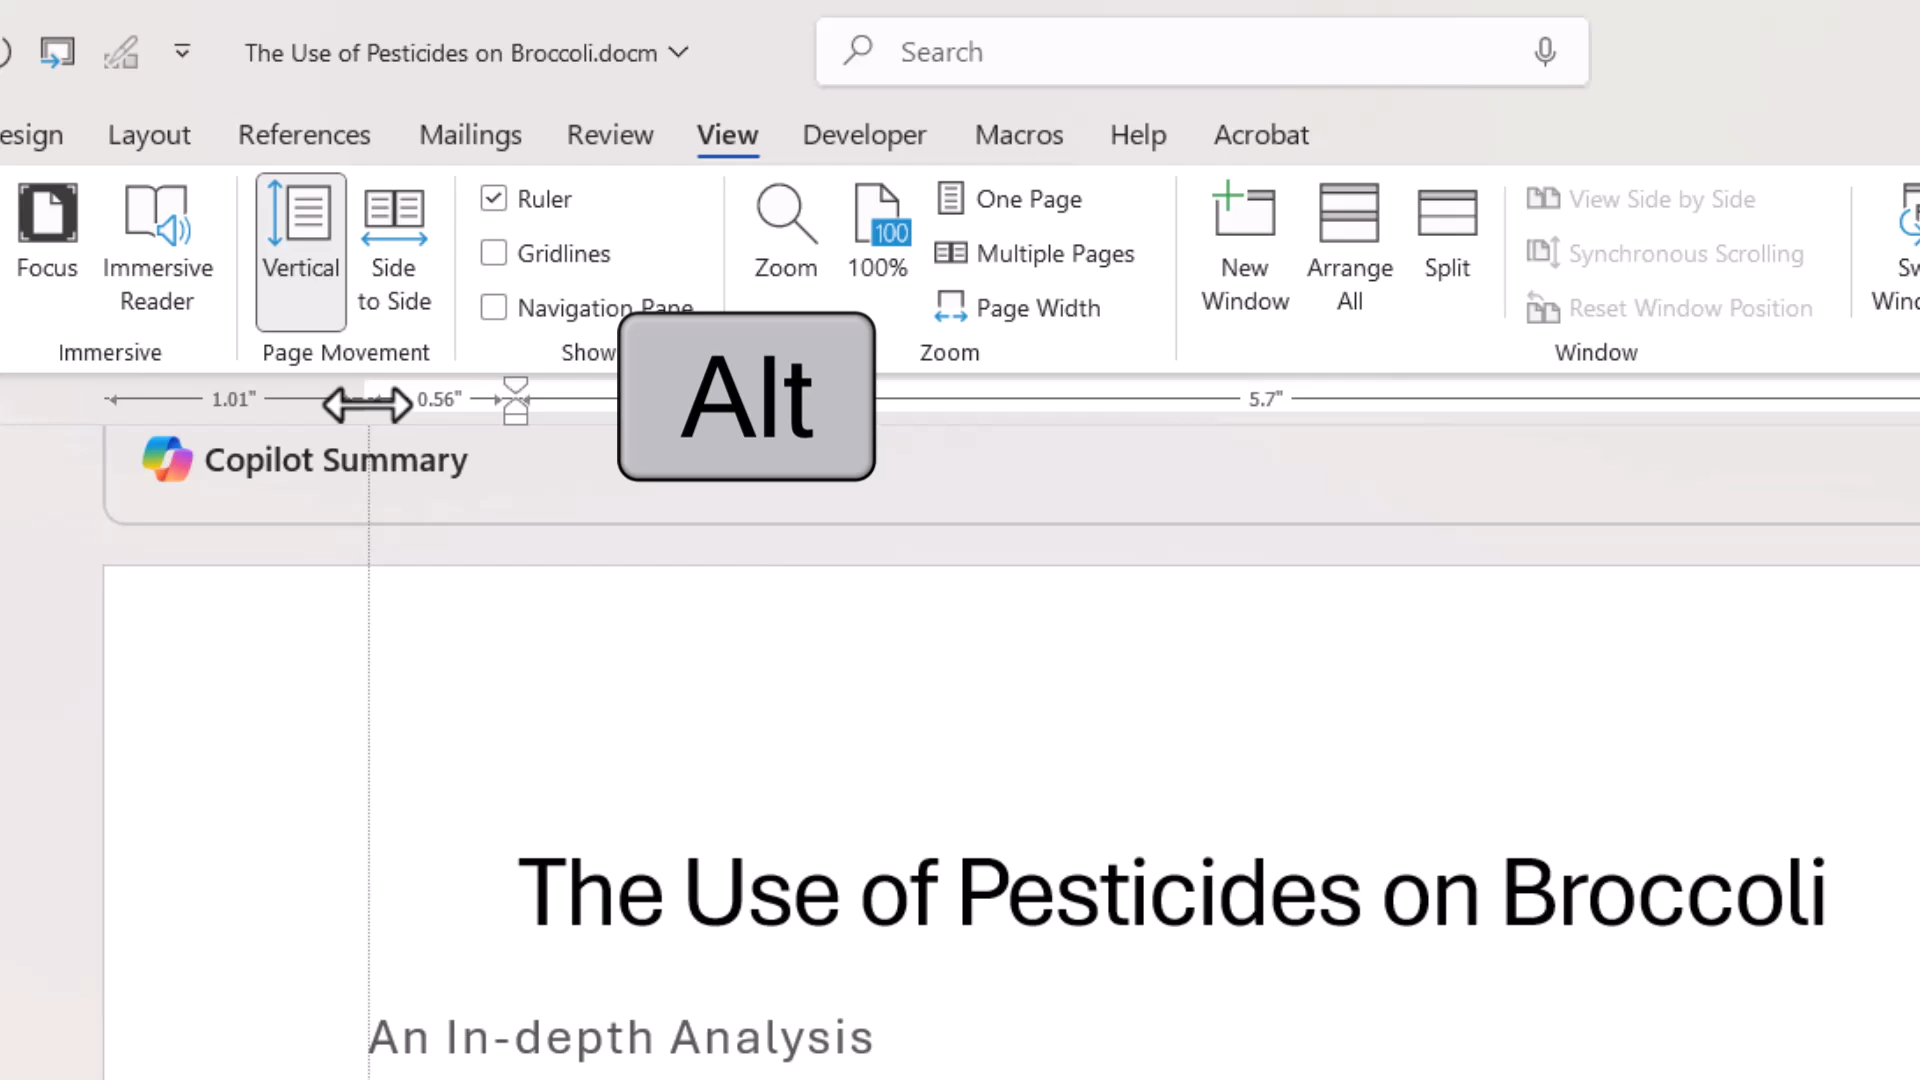 The Use of Pesticides on Broccoli.docm
Search
esign Layout References Mailings Review View Developer Macros Help Acrobat
Focus
Immersive
Reader
Immersive
Vertical
Side
to Side
Page Movement
Ruler
Gridlines
Navigation Pane
Show
Zoom
100
100%
One Page
Multiple Pages
Page Width
Zoom
New
Window
Arrange
All
Split
View Side by Side
Synchronous Scrolling
Reset Window Position
Window
Sw
Wind
Alt
1.01" 0.56" 5.7"
Copilot Summary
The Use of Pesticides on Broccoli
An In-depth Analysis